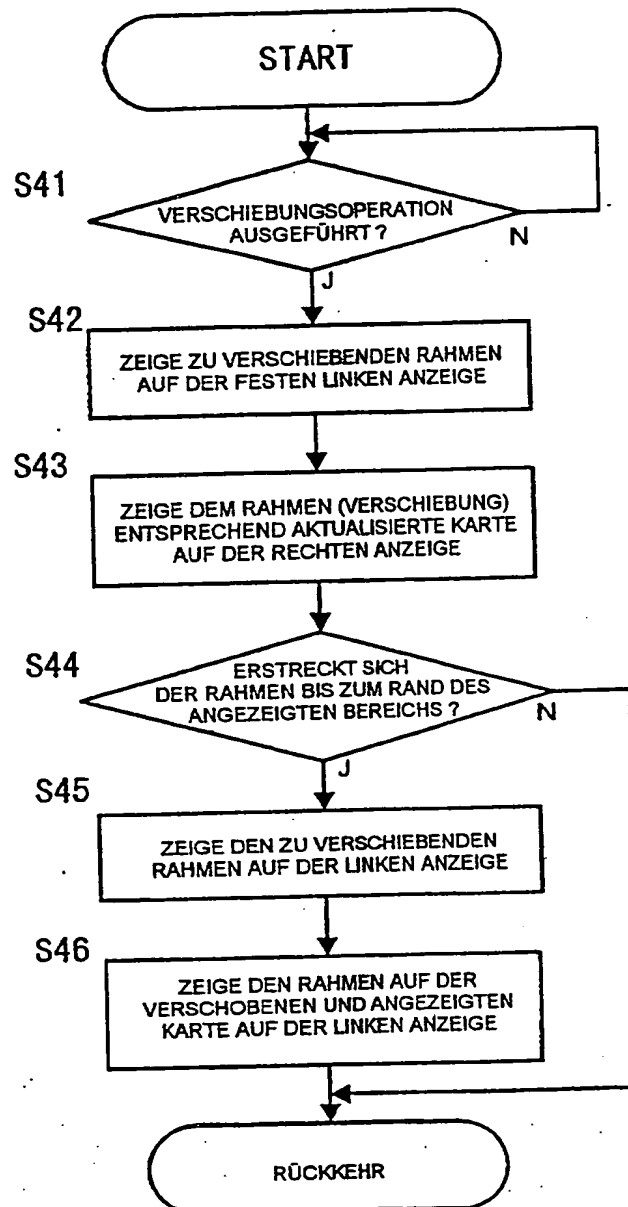 START
S41
VERSCHIEBUNGSOPERATION
AUSGEFÜHRT ?
N
J
S42
ZEIGE ZU VERSCHIEBENDEN RAHMEN
AUF DER FESTEN LINKEN ANZEIGE
S43
ZEIGE DEM RAHMEN (VERSCHIEBUNG)
ENTSPRECHEND AKTUALISIERTE KARTE
AUF DER RECHTEN ANZEIGE
S44
ERSTRECKT SICH
DER RAHMEN BIS ZUM RAND DES
ANGEZEIGTEN BEREICHS ?
N
J
S45
ZEIGE DEN ZU VERSCHIEBENDEN
RAHMEN AUF DER LINKEN ANZEIGE
S46
ZEIGE DEN RAHMEN AUF DER
VERSCHOBENEN UND ANGEZEIGTEN
KARTE AUF DER LINKEN ANZEIGE
RÜCKKEHR